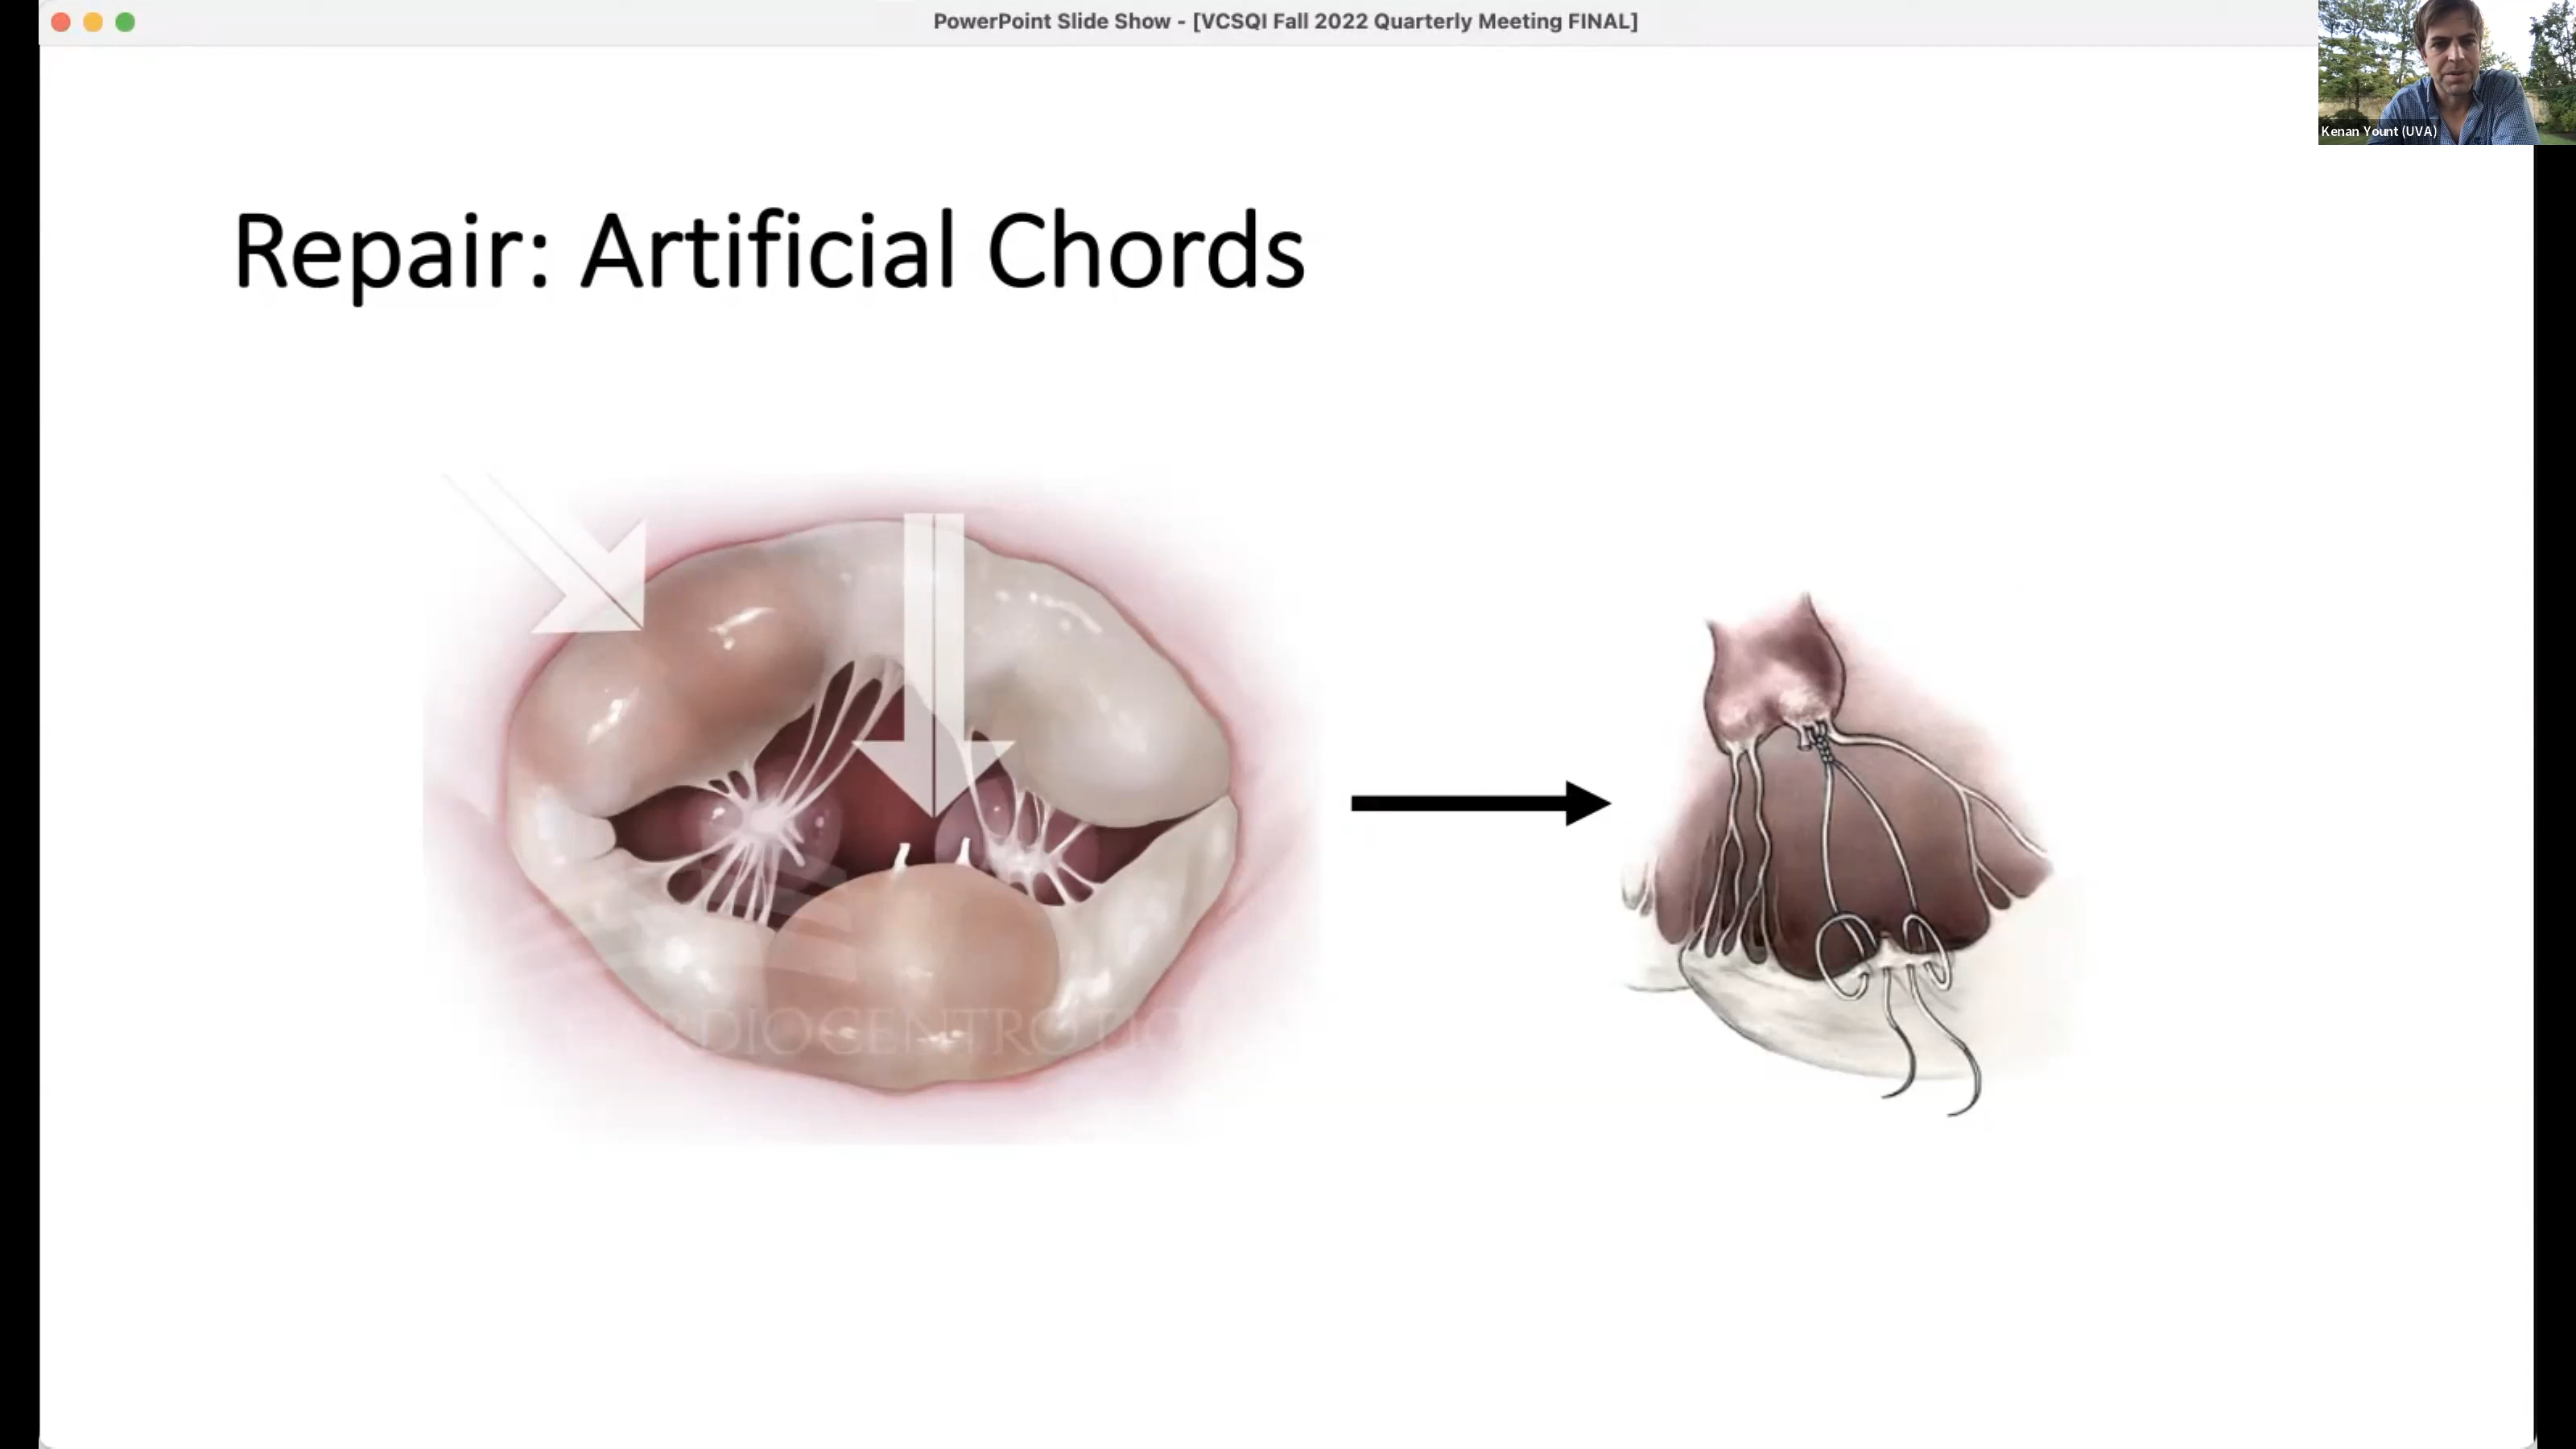 PowerPoint Slide Show - [VCSQI Fall 2022 Quarterly Meeting FINAL]
Kenan Yount (UVA)
Repair: Artificial Chords